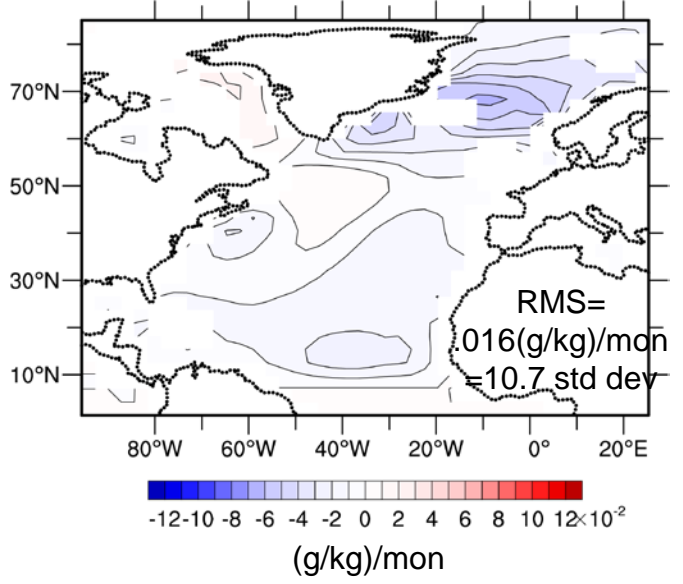 70°N
50°N
30°N
10°N
RMS=
.016(g/kg)/mon
=10.7 std dev
80°W 60°W 40°W 20°W 0° 20°E
-12 -10 -8 -6 -4 -2 0 2 4 6 8 10 12×10⁻²
(g/kg)/mon